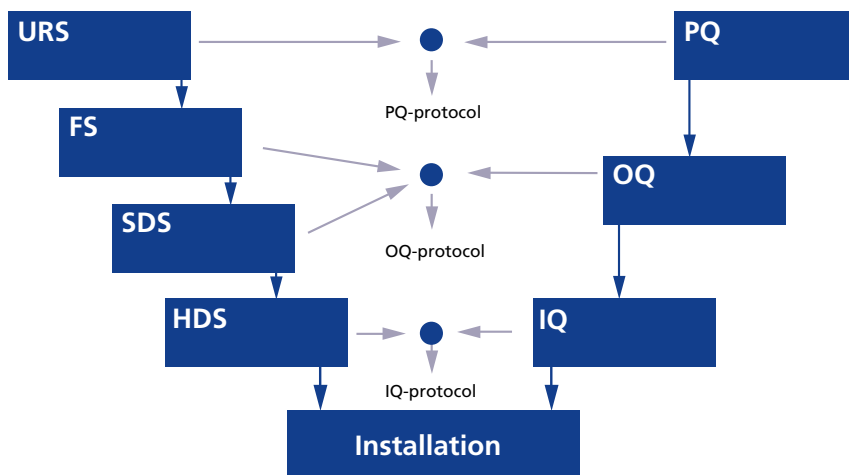 URS
PQ
PQ-protocol
FS
OQ
SDS
OQ-protocol
HDS
IQ
IQ-protocol
Installation